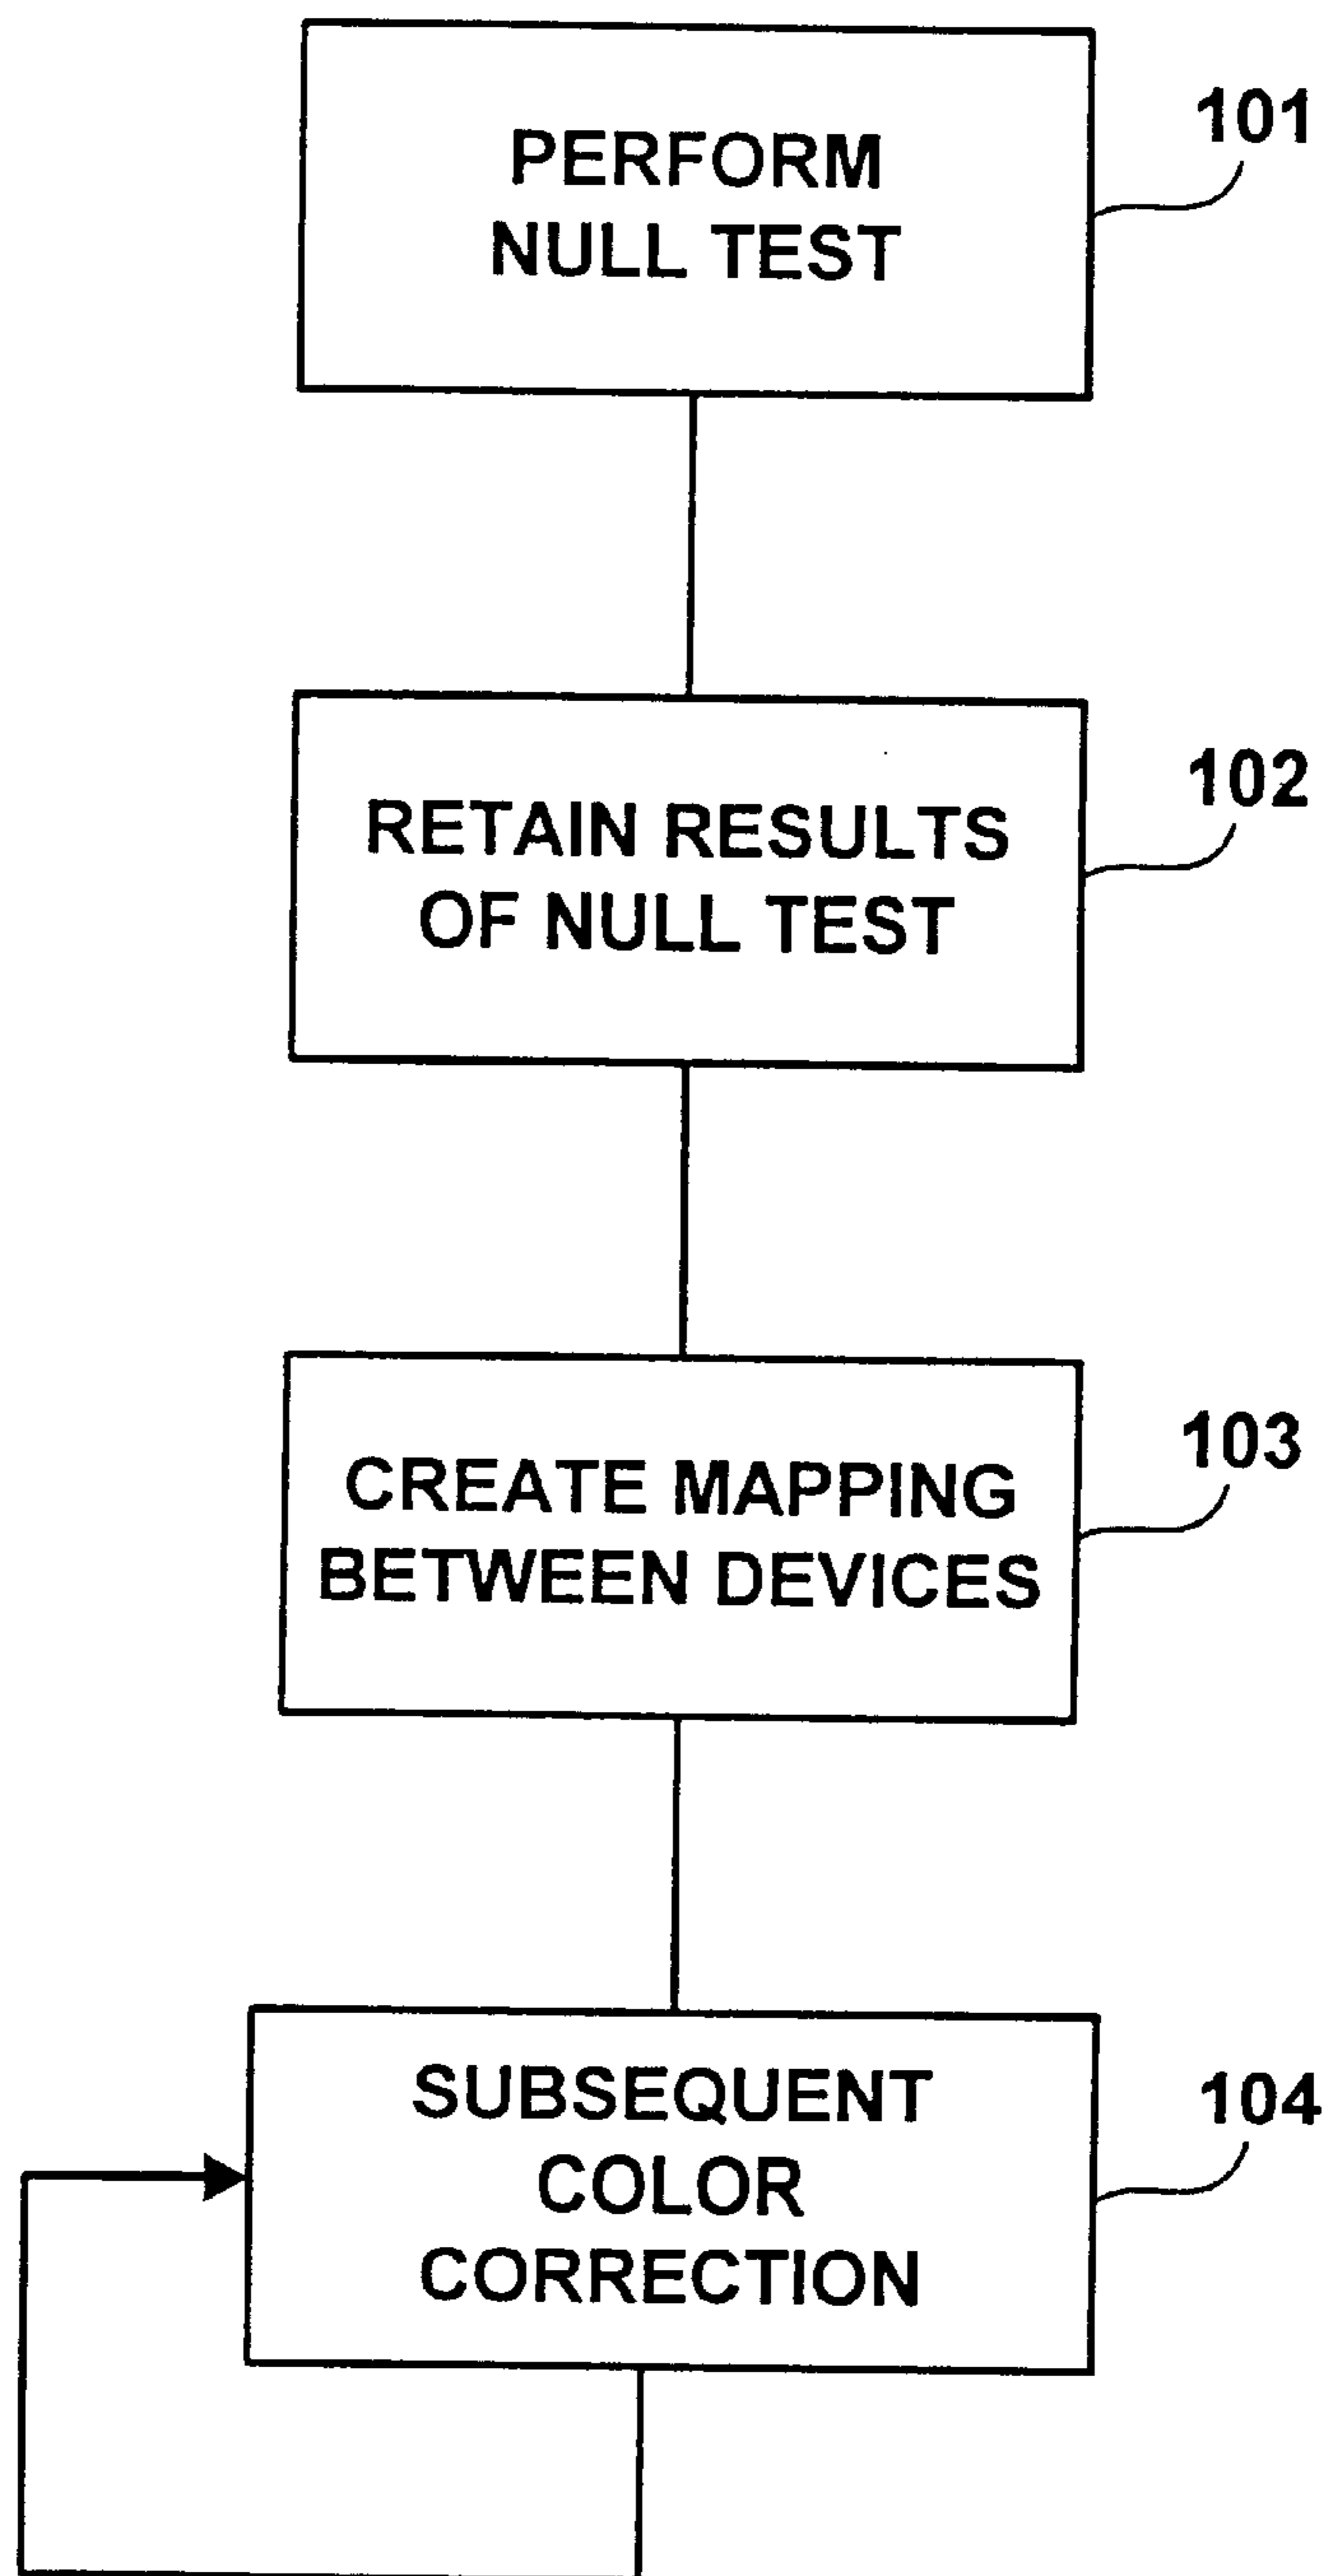 PERFORM
NULL TEST
101
RETAIN RESULTS
OF NULL TEST
102
CREATE MAPPING
BETWEEN DEVICES
103
SUBSEQUENT
COLOR
CORRECTION
104